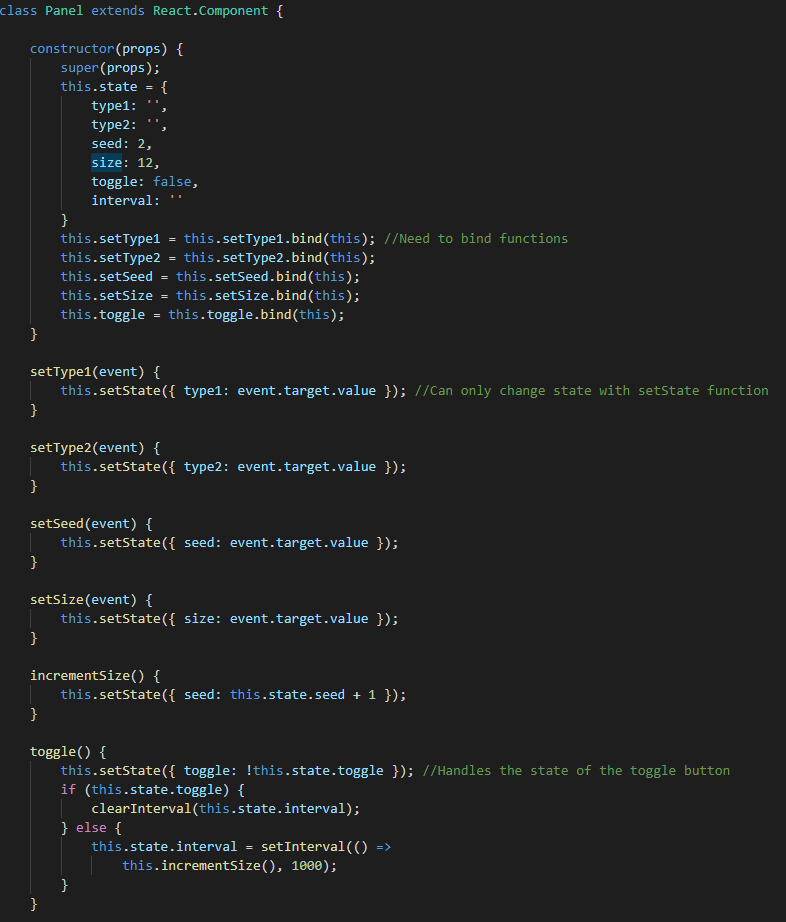 class Panel extends React.Component {
constructor(props) {
super(props);
this.state = {
type1: '',
type2: '',
seed: 2,
size: 12,
toggle: false,
interval: ''
}
this.setType1 = this.setType1.bind(this); //Need to bind functions
this.setType2 = this.setType2.bind(this);
this.setSeed = this.setSeed.bind(this);
this.setSize = this.setSize.bind(this);
this.toggle = this.toggle.bind(this);
}
setType1(event) {
this.setState({ type1: event.target.value }); //Can only change state with setState function
}
setType2(event) {
this.setState({ type2: event.target.value });
}
setSeed(event) {
this.setState({ seed: event.target.value });
}
setSize(event) {
this.setState({ size: event.target.value });
}
incrementSize() {
this.setState({ seed: this.state.seed + 1 });
}
toggle() {
this.setState({ toggle: !this.state.toggle }); //Handles the state of the toggle button
if (this.state.toggle) {
clearInterval(this.state.interval);
} else {
this.state.interval = setInterval(() =>
this.incrementSize(), 1000);
}
}